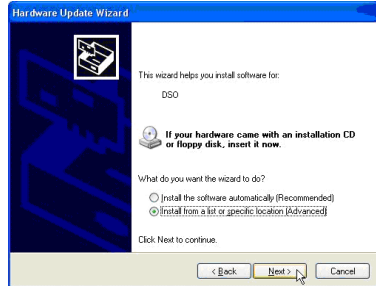 Hardware Update Wizard
This wizard helps you install software for:
DSO
If your hardware came with an installation CD
or floppy disk, insert it now.
What do you want the wizard to do?
Install the software automatically (Recommended)
Install from a list or specific location (Advanced)
Click Next to continue.
< Back Next > Cancel